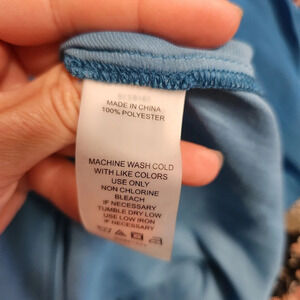 MADE IN CHINA
100% POLYESTER
MACHINE WASH COLD
WITH LIKE COLORS
USE ONLY
NON CHLORINE
BLEACH
IF NECESSARY
TUMBLE DRY LOW
USE LOW IRON
IF NECESSARY